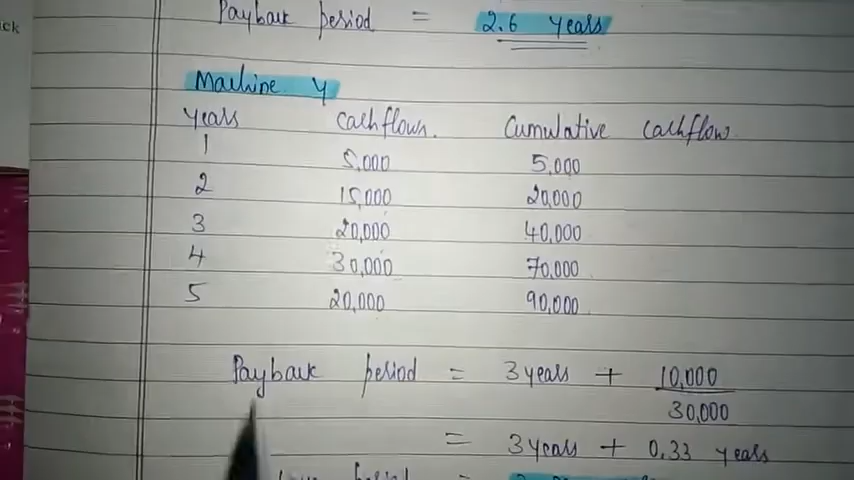 ick
Payback period = 2.6 years
Machine y
years cashflows. Cumulative cashflow
1 5,000 5,000
2 15,000 20,000
3 20,000 40,000
4 30,000 70,000
5 20,000 90,000
Payback period = 3 years + 10,000
30,000
= 3 years + 0.33 years
period =